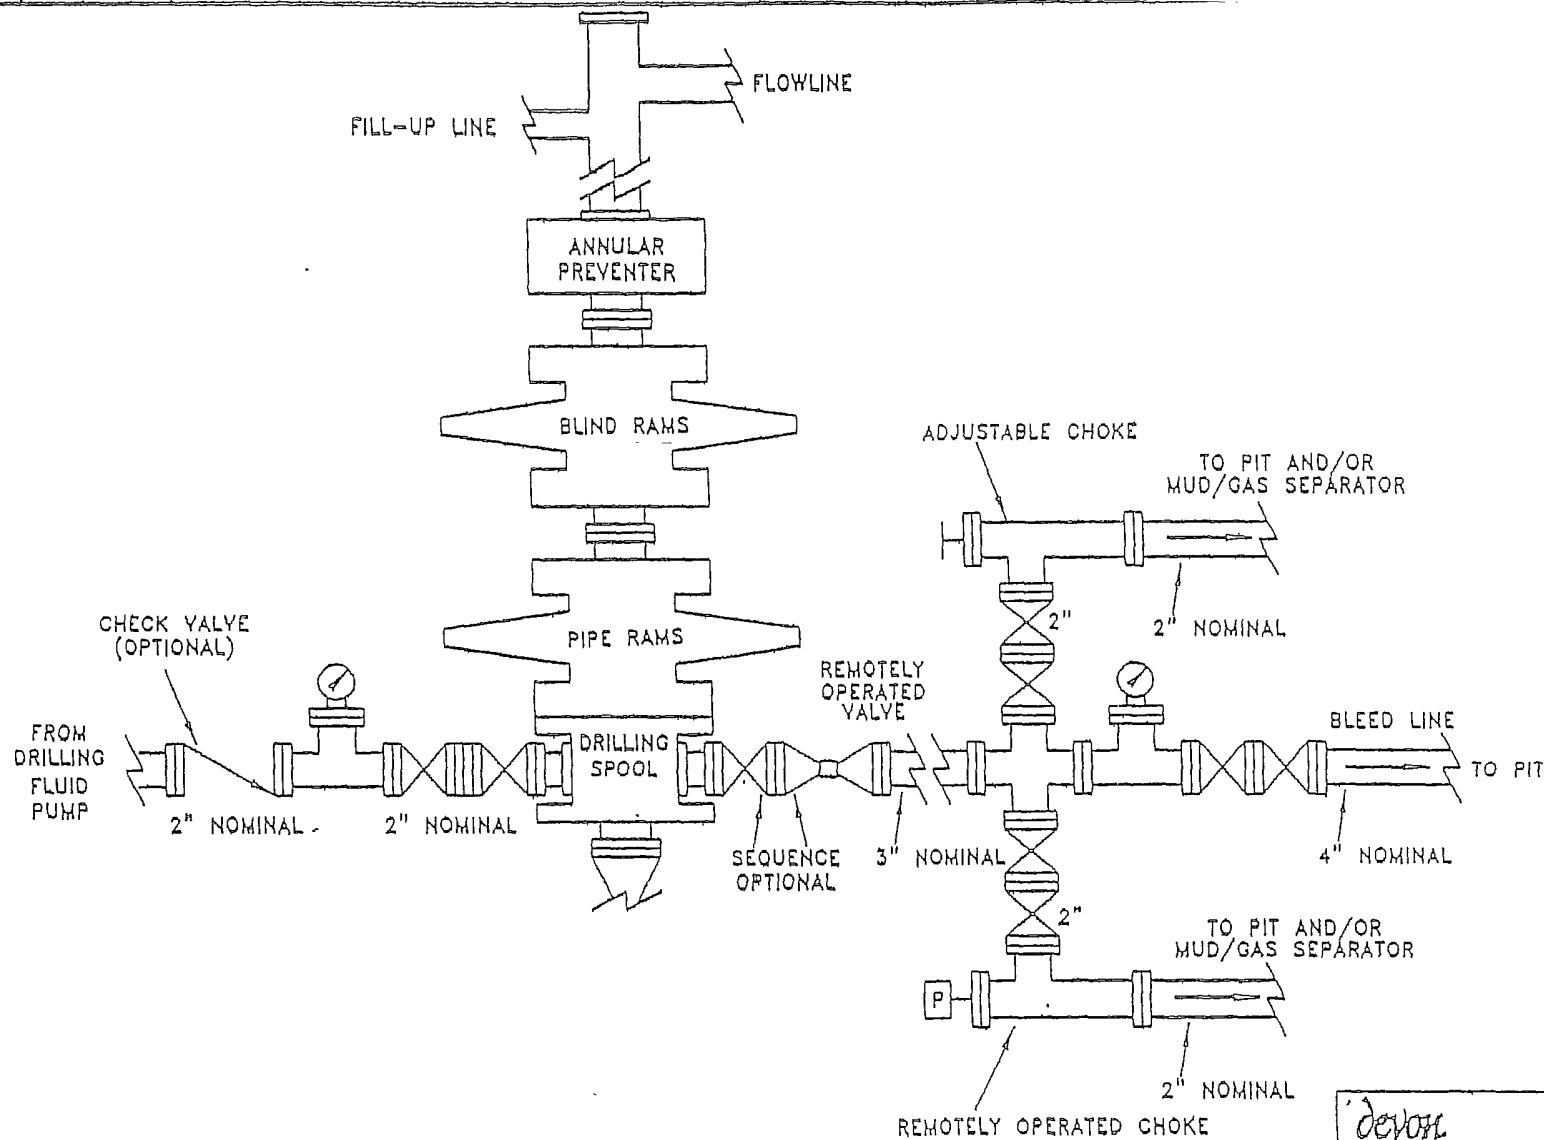 FLOWLINE
FILL-UP LINE
ANNULAR
PREVENTER
BLIND RAMS
ADJUSTABLE CHOKE
TO PIT AND/OR
MUD/GAS SEPARATOR
2"
2" NOMINAL
PIPE RAMS
CHECK VALVE
(OPTIONAL)
REMOTELY
OPERATED
VALVE
FROM
DRILLING
FLUID
PUMP
DRILLING
SPOOL
BLEED LINE
TO PIT
2" NOMINAL
2" NOMINAL
SEQUENCE
OPTIONAL
3" NOMINAL
4" NOMINAL
2"
TO PIT AND/OR
MUD/GAS SEPARATOR
P
2" NOMINAL
REMOTELY OPERATED CHOKE
devon